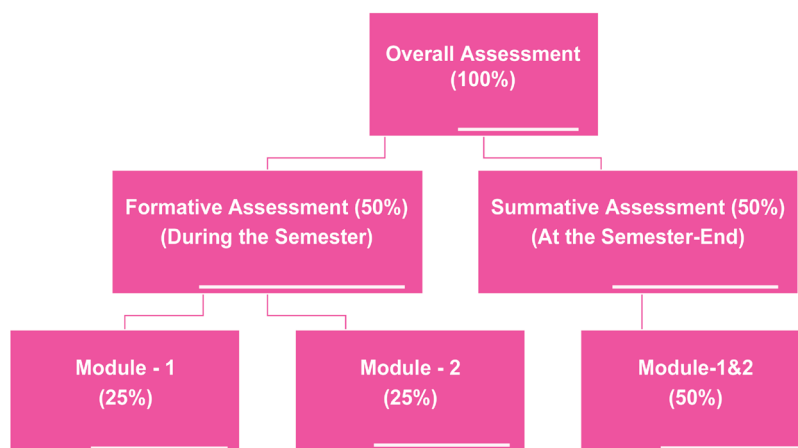 Overall Assessment
(100%)
Formative Assessment (50%)
(During the Semester)
Summative Assessment (50%)
(At the Semester-End)
Module - 1
(25%)
Module - 2
(25%)
Module-1&2
(50%)